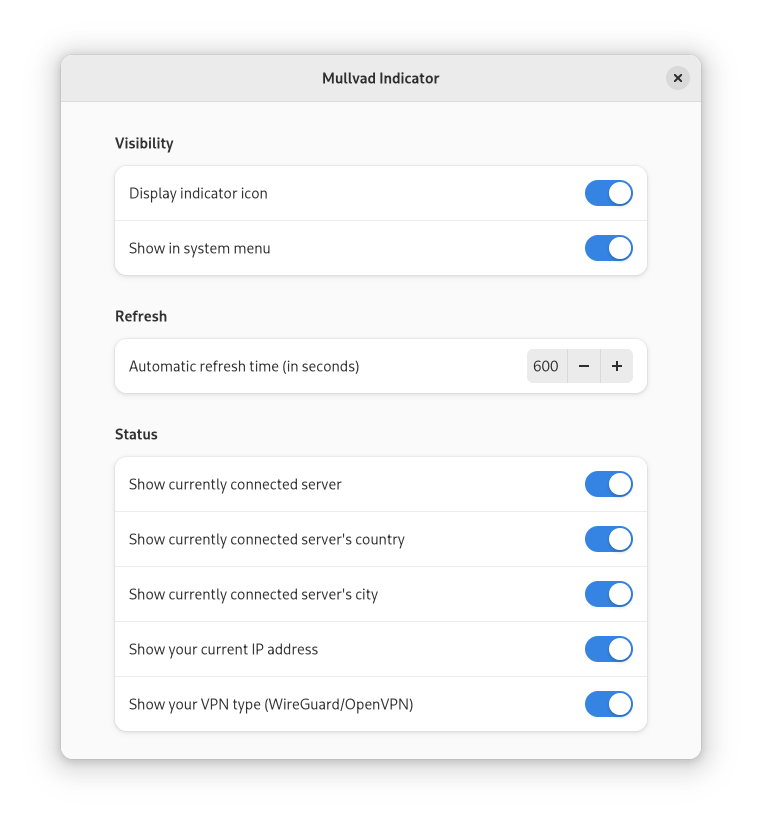 Mullvad Indicator
Visibility
Display indicator icon
Show in system menu
Refresh
Automatic refresh time (in seconds) 600 − +
Status
Show currently connected server
Show currently connected server's country
Show currently connected server's city
Show your current IP address
Show your VPN type (WireGuard/OpenVPN)